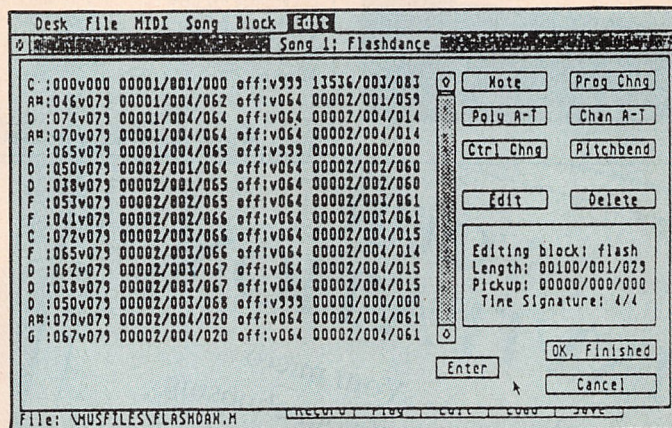 Desk File MIDI Song Block Edit
Song 1: Flashdance
C :000v000 00001/801/000 off:v999 13536/003/083
A#:046v079 00001/004/062 off:v064 00002/001/059
D :074v079 00001/004/064 off:v064 00002/004/014
A#:070v079 00001/004/064 off:v064 00002/004/014
F :065v079 00001/004/065 off:v999 00000/000/000
D :050v079 00002/001/064 off:v064 00002/002/060
D :038v079 00002/001/065 off:v064 00002/002/060
F :053v079 00002/002/065 off:v064 00002/003/061
F :041v079 00002/002/066 off:v064 00002/003/061
C :072v079 00002/003/066 off:v064 00002/004/015
F :065v079 00002/003/066 off:v064 00002/004/014
D :062v079 00002/003/067 off:v064 00002/004/015
D :038v079 00002/003/067 off:v064 00002/004/015
D :050v079 00002/003/068 off:v999 00000/000/000
A#:070v079 00002/004/020 off:v064 00002/004/061
G :067v079 00002/004/020 off:v064 00002/004/061
Note
Prog Chng
Poly A-T
Chan A-T
Ctrl Chng
Pitchbend
Edit
Delete
Editing block: flash
Length: 00100/001/029
Pickup: 00000/000/000
Time Signature: 4/4
Enter
OK, Finished
Cancel
File: \MUSFILES\FLASHDAN.M
Record Play Edit Load Save